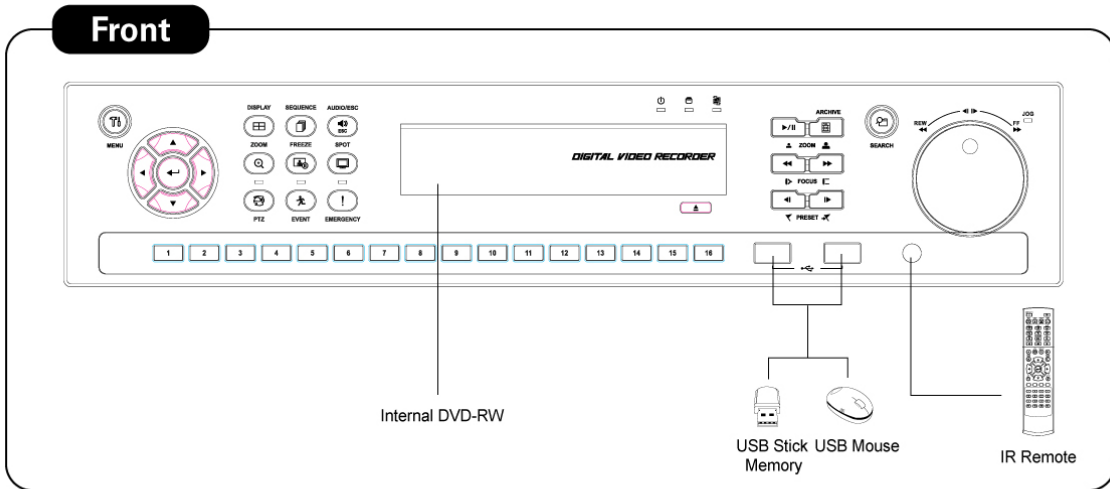 Front
DISPLAY SEQUENCE AUDIO/ESC
ESC
MENU
ZOOM FREEZE SPOT
PTZ EVENT EMERGENCY
DIGITAL VIDEO RECORDER
ARCHIVE
ZOOM
FOCUS
PRESET
SEARCH
REW
FF
JOG
1 2 3 4 5 6 7 8 9 10 11 12 13 14 15 16
Internal DVD-RW
USB Stick
Memory
USB Mouse
IR Remote